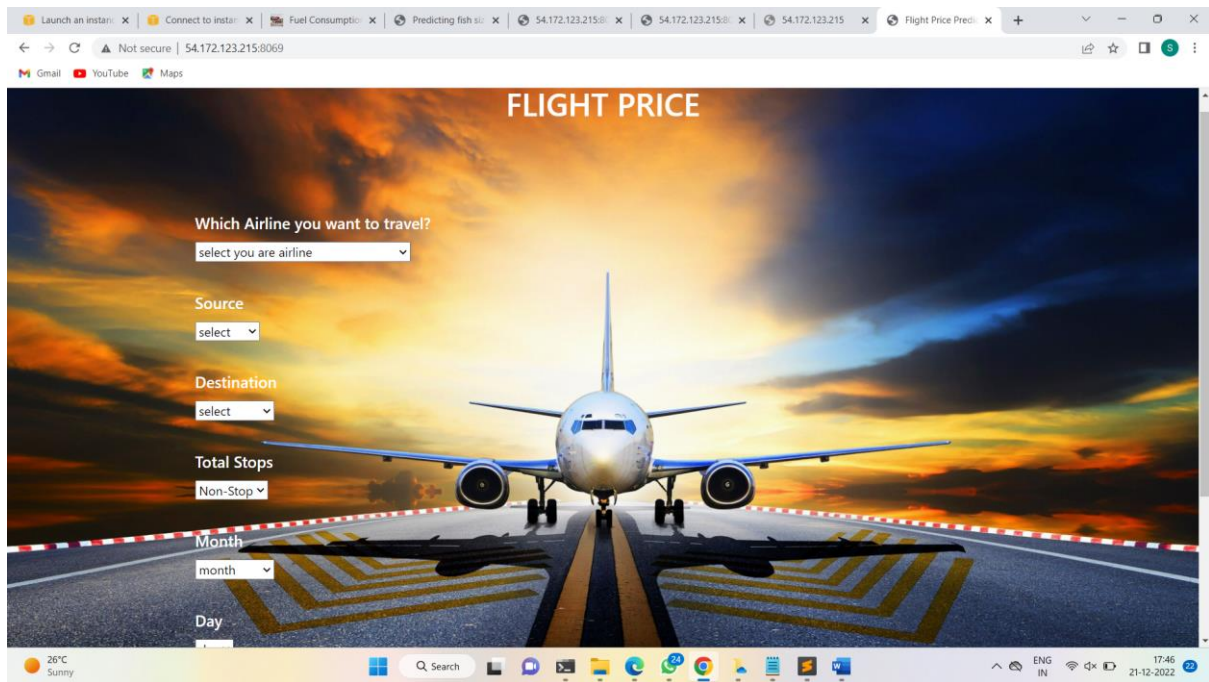 Launch an instanc
Connect to instan
Fuel Consumption
Predicting fish siz
54.172.123.215:80
54.172.123.215:80
54.172.123.215
Flight Price Predi
Not secure | 54.172.123.215:8069
S
Gmail
YouTube
Maps
FLIGHT PRICE
Which Airline you want to travel?
select you are airline
Source
select
Destination
select
Total Stops
Non-Stop
Month
month
Day
26°C
Sunny
Search
24
ENG
IN
17:46
21-12-2022
22